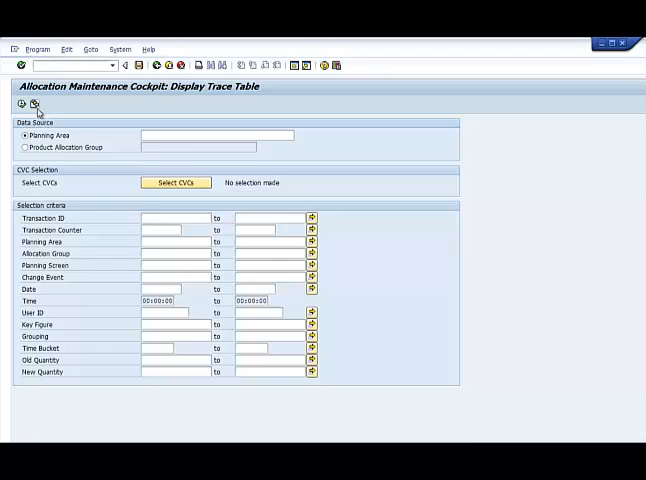 Program Edit Goto System Help
Allocation Maintenance Cockpit: Display Trace Table
Data Source
Planning Area
Product Allocation Group
CVC Selection
Select CVCs Select CVCs No selection made
Selection criteria
Transaction ID to
Transaction Counter to
Planning Area to
Allocation Group to
Planning Screen to
Change Event to
Date to
Time 00:00:00 to 00:00:00
User ID to
Key Figure to
Grouping to
Time Bucket to
Old Quantity to
New Quantity to